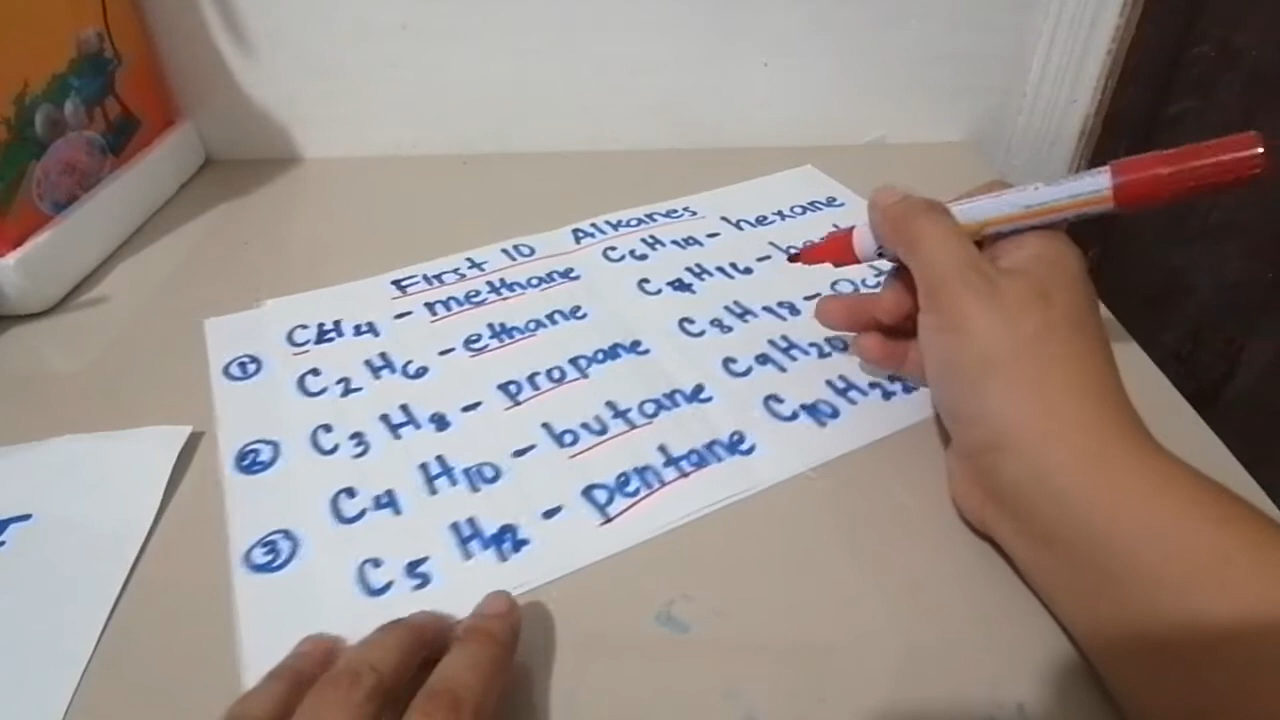 First 10 Alkanes
① CH4 - methane
C2H6 - ethane
② C3H8 - propane
C4H10 - butane
③ C5H12 - pentane
C6H14 - hexane
C7H16 -
C8H18 - Oct
C9H20
C10H22